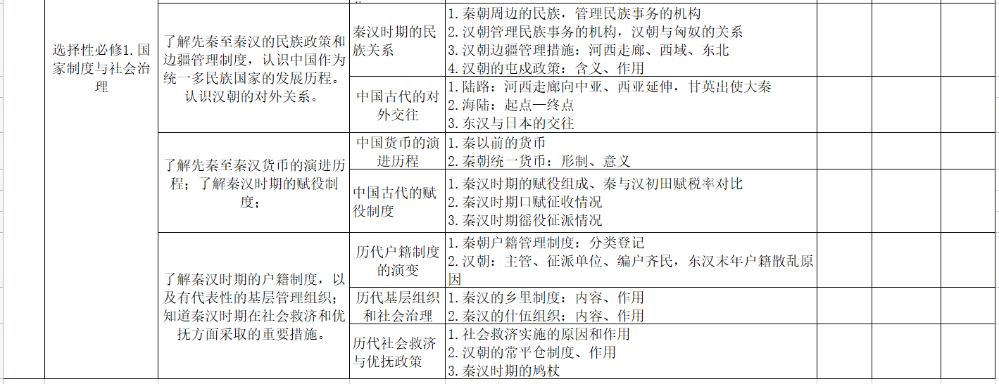 选择性必修1.国
家制度与社会治
理
了解先秦至秦汉的民族政策和
边疆管理制度，认识中国作为
统一多民族国家的发展历程。
认识汉朝的对外关系。
秦汉时期的民
族关系
1.秦朝周边的民族，管理民族事务的机构
2.汉朝管理民族事务的机构，汉朝与匈奴的关系
3.汉朝边疆管理措施：河西走廊、西域、东北
4.汉朝的屯戍政策：含义、作用
中国古代的对
外交往
1.陆路：河西走廊向中亚、西亚延伸，甘英出使大秦
2.海陆：起点—终点
3.东汉与日本的交往
了解先秦至秦汉货币的演进历
程；了解秦汉时期的赋役制
度；
中国货币的演
进历程
1.秦以前的货币
2.秦朝统一货币：形制、意义
中国古代的赋
役制度
1.秦汉时期的赋役组成、秦与汉初田赋税率对比
2.秦汉时期口赋征收情况
3.秦汉时期徭役征派情况
了解秦汉时期的户籍制度，以
及有代表性的基层管理组织；
知道秦汉时期在社会救济和优
抚方面采取的重要措施。
历代户籍制度
的演变
1.秦朝户籍管理制度：分类登记
2.汉朝：主管、征派单位、编户齐民，东汉末年户籍散乱原
因
历代基层组织
和社会治理
1.秦汉的乡里制度：内容、作用
2.秦汉的什伍组织：内容、作用
历代社会救济
与优抚政策
1.社会救济实施的原因和作用
2.汉朝的常平仓制度、作用
3.秦汉时期的鸠杖